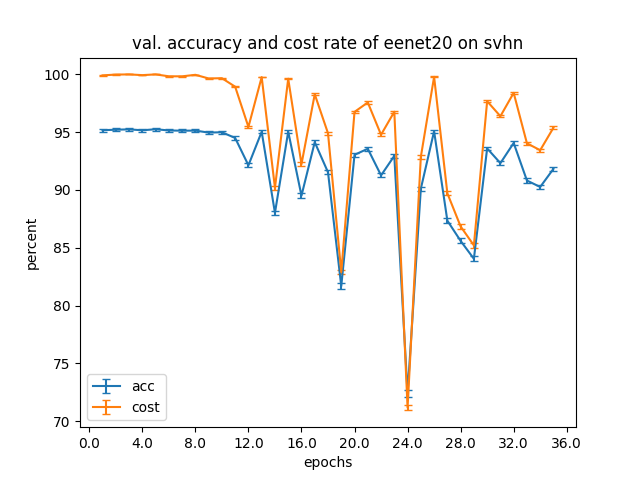 val. accuracy and cost rate of eenet20 on svhn
100
95
90
85
80
75
70
percent
acc
cost
0.0 4.0 8.0 12.0 16.0 20.0 24.0 28.0 32.0 36.0
epochs